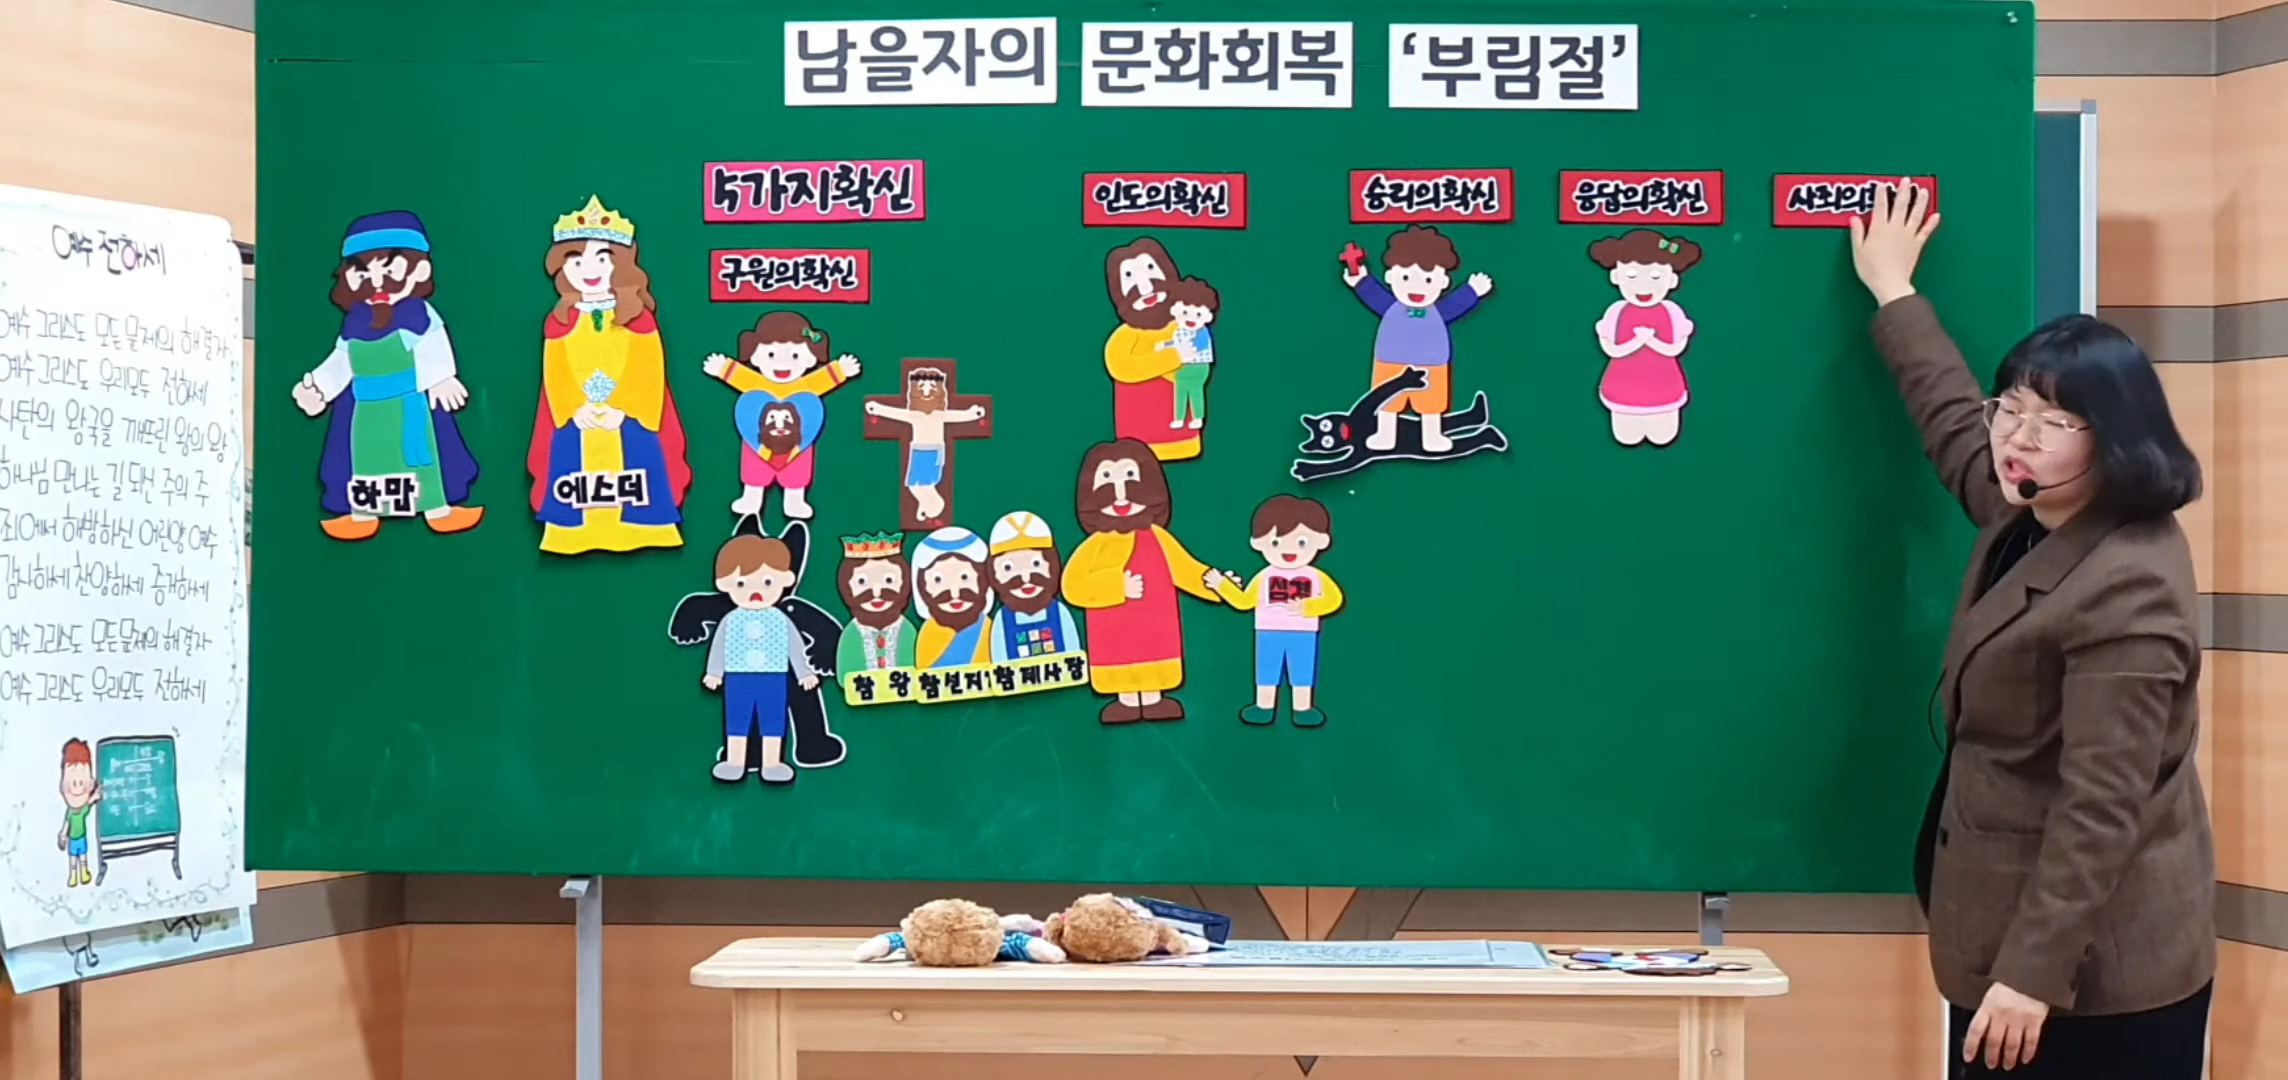 남을자의 문화회복 ‘부림절’
5가지확신
구원의확신
인도의확신
승리의확신
응답의확신
사죄의
하만
에스더
참 왕
참선지
참제사장
성경
예수 전하세
예수 그리스도 모든 문제의 해결자
예수 그리스도 우리모두 전하세
사탄의 왕국을 깨뜨린 왕의 왕
하나님 만나는 길 되신 주의 주
죄에서 해방하신 어린양 예수
감사하세 찬양하세 증거하세
예수 그리스도 모든문제의 해결자
예수 그리스도 우리모두 전하세